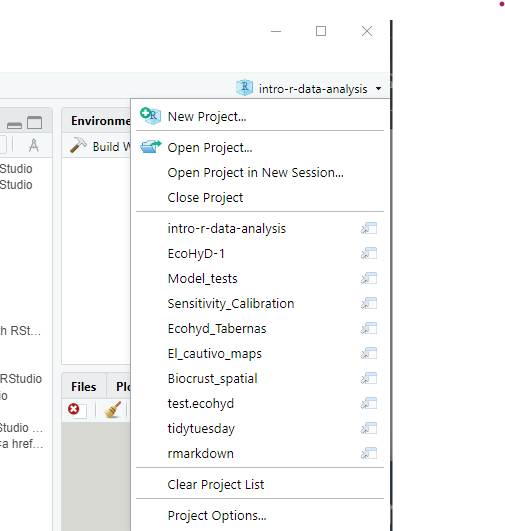 intro-r-data-analysis
Environme
Build W
Studio
Studio
th RSt...
RStudio
io
Studio ...
<a href...
Files Plo
New Project...
Open Project...
Open Project in New Session...
Close Project
intro-r-data-analysis
EcoHyD-1
Model_tests
Sensitivity_Calibration
Ecohyd_Tabernas
El_cautivo_maps
Biocrust_spatial
test.ecohyd
tidytuesday
rmarkdown
Clear Project List
Project Options...